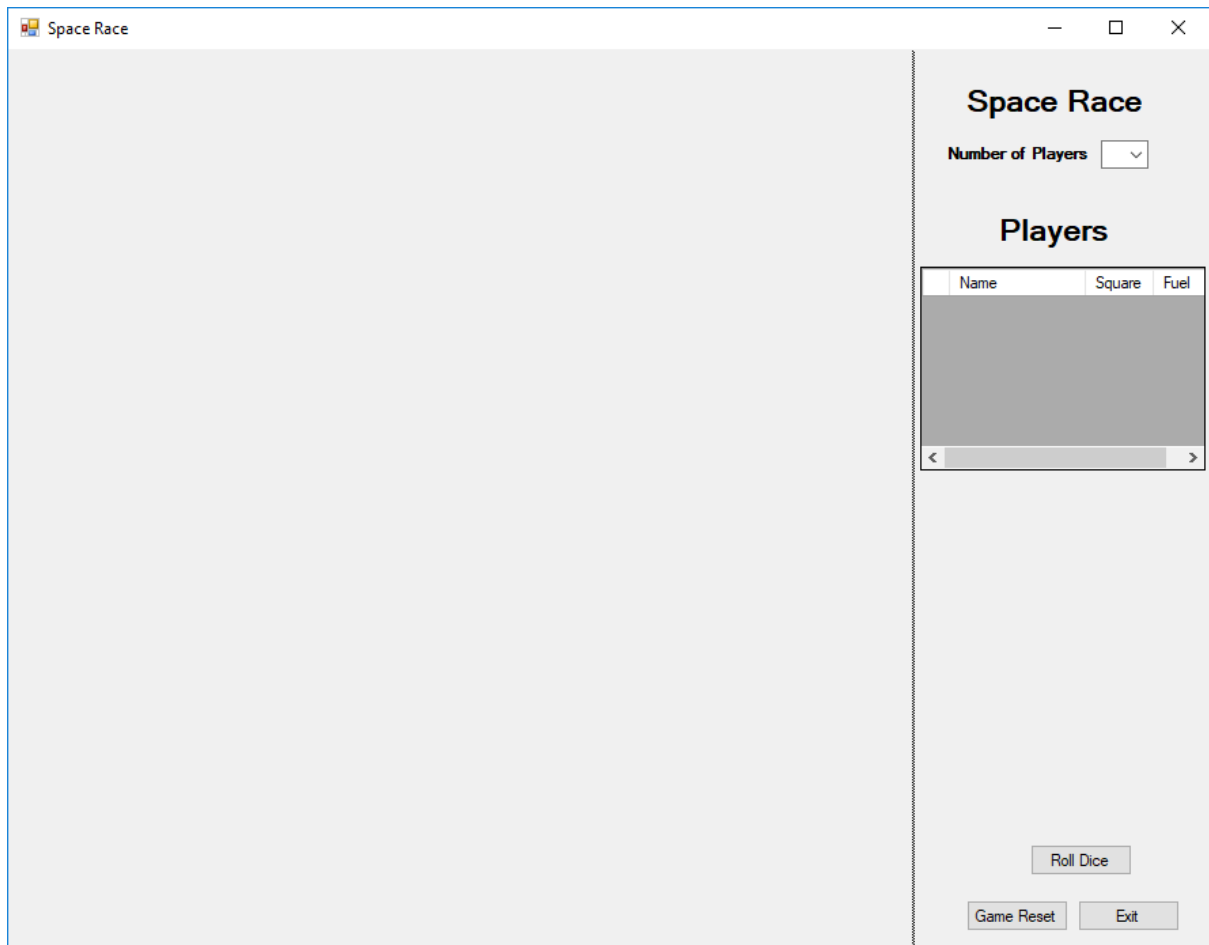 Space Race
Space Race
Number of Players
Players
Name Square Fuel
Roll Dice
Game Reset Exit